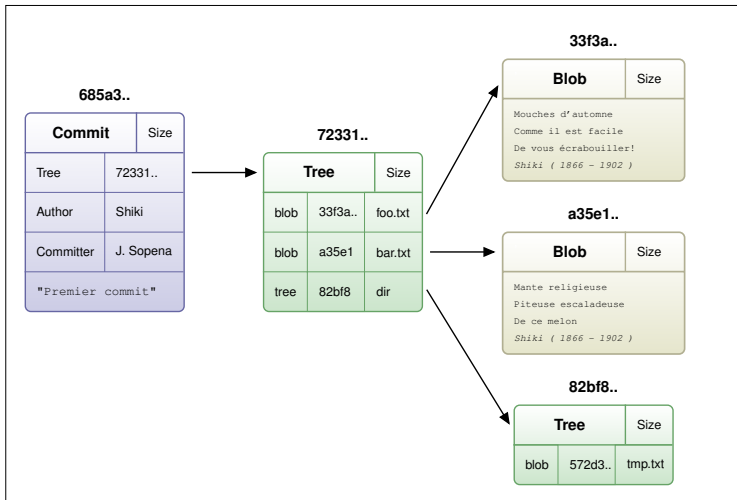 685a3..
Commit Size
Tree 72331..
Author Shiki
Committer J. Sopena
"Premier commit"
72331..
Tree Size
blob 33f3a.. foo.txt
blob a35e1 bar.txt
tree 82bf8 dir
33f3a..
Blob Size
Mouches d'automne
Comme il est facile
De vous écrabouiller!
Shiki ( 1866 - 1902 )
a35e1..
Blob Size
Mante religieuse
Piteuse escaladeuse
De ce melon
Shiki ( 1866 - 1902 )
82bf8..
Tree Size
blob 572d3.. tmp.txt